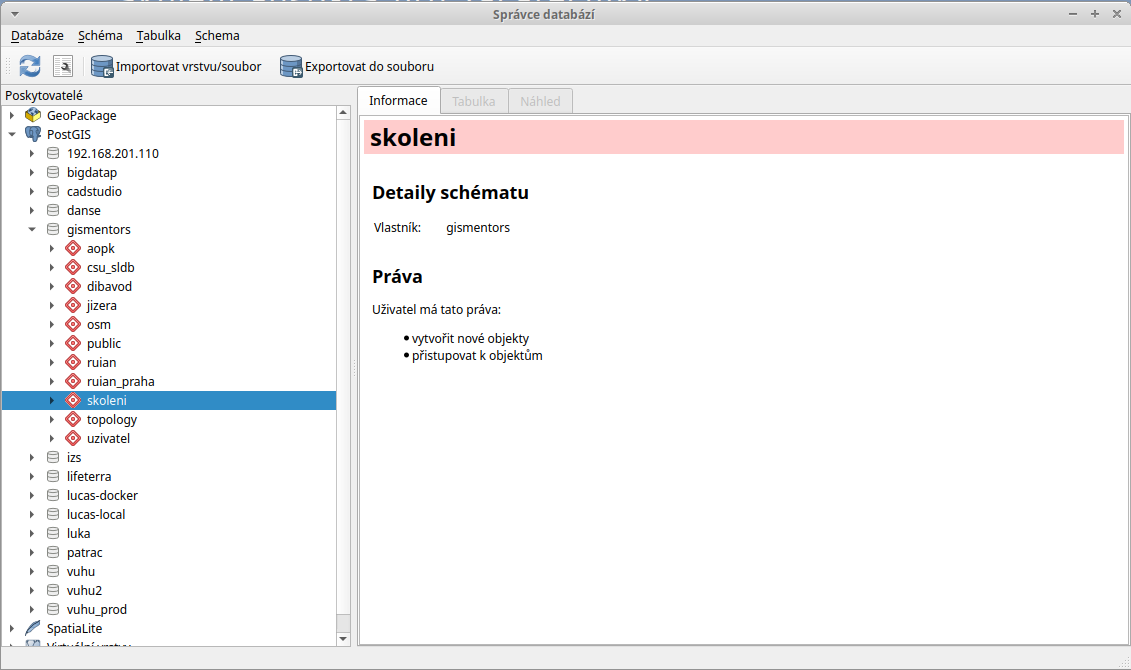 Správce databází
Databáze Schéma Tabulka Schema
Importovat vrstvu/soubor Exportovat do souboru
Poskytovatelé
GeoPackage
PostGIS
192.168.201.110
bigdatap
cadstudio
danse
gismentors
aopk
csu_sldb
dibavod
jizera
osm
public
ruian
ruian_praha
skoleni
topology
uzivatel
izs
lifeterra
lucas-docker
lucas-local
luka
patrac
vuhu
vuhu2
vuhu_prod
SpatiaLite
Virtuální vrstvy
Informace Tabulka Náhled
skoleni
Detaily schématu
Vlastník: gismentors
Práva
Uživatel má tato práva:
• vytvořit nové objekty
• přistupovat k objektům